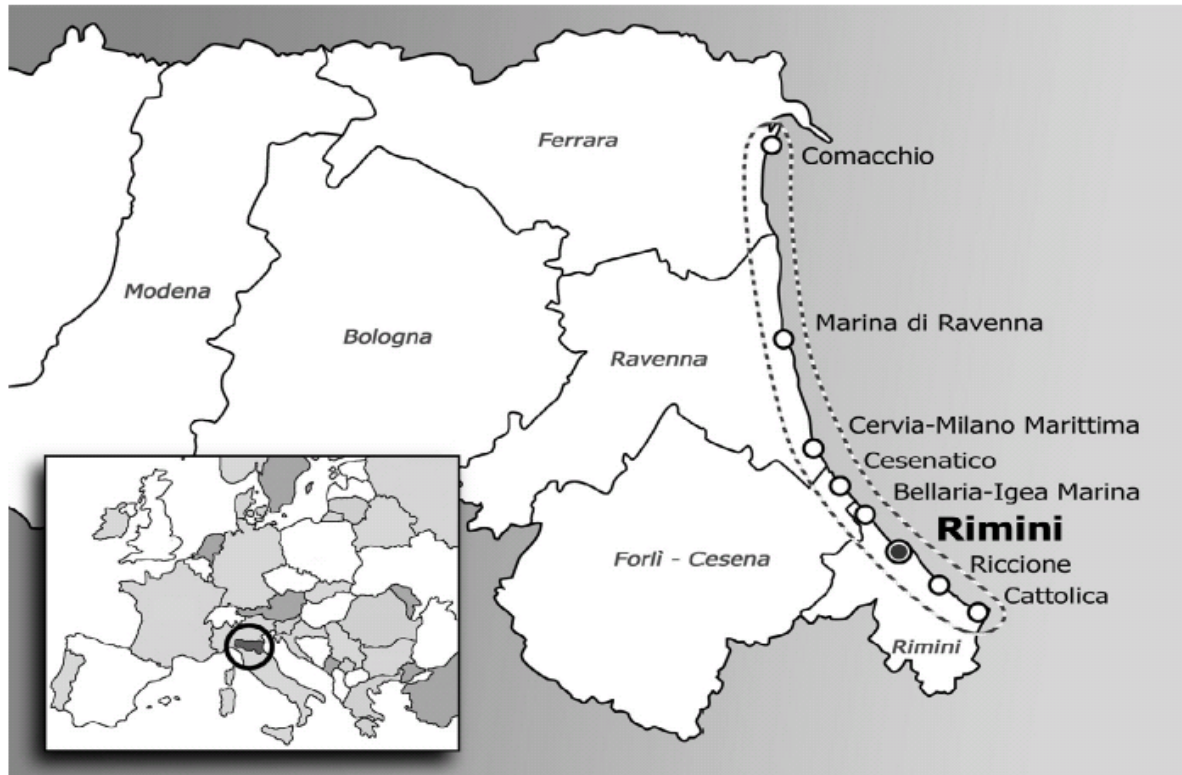 Ferrara
Comacchio
Modena
Marina di Ravenna
Bologna
Ravenna
Cervia-Milano Marittima
Cesenatico
Bellaria-Igea Marina
Rimini
Forlì - Cesena
Riccione
Cattolica
Rimini